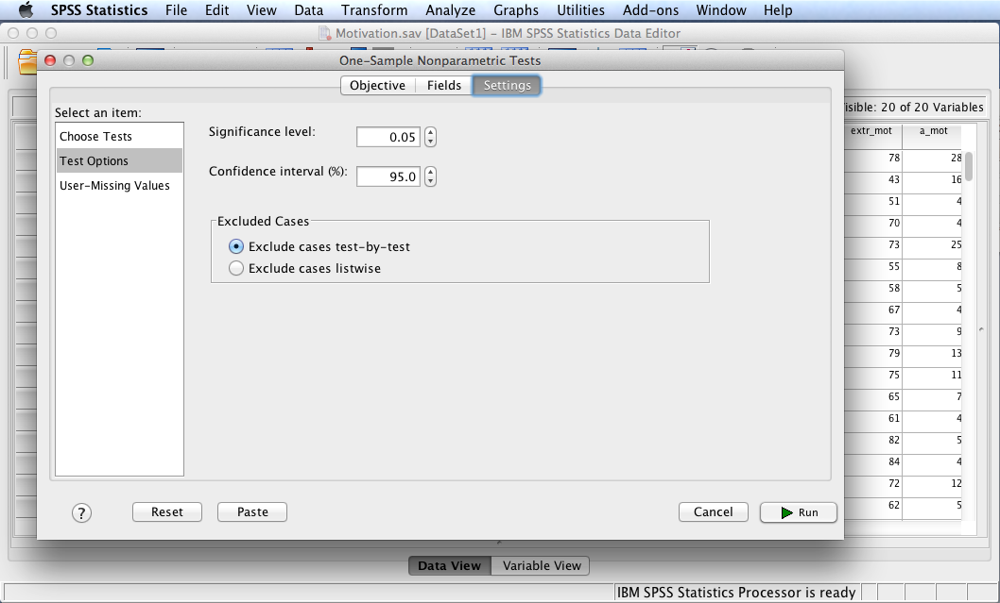 SPSS Statistics File Edit View Data Transform Analyze Graphs Utilities Add-ons Window Help
Motivation.sav [DataSet1] – IBM SPSS Statistics Data Editor
One-Sample Nonparametric Tests
Objective Fields Settings
Select an item:
Choose Tests
Test Options
User-Missing Values
Significance level: 0.05
Confidence interval (%): 95.0
Excluded Cases
Exclude cases test-by-test
Exclude cases listwise
? Reset Paste Cancel Run
20 of 20 Variables
extr_mot a_mot
78 28
43 16
51 4
70 4
73 25
55 8
58 5
67 4
73 9
79 13
75 11
65 7
61 4
82 5
84 4
72 12
62 5
Data View Variable View
IBM SPSS Statistics Processor is ready